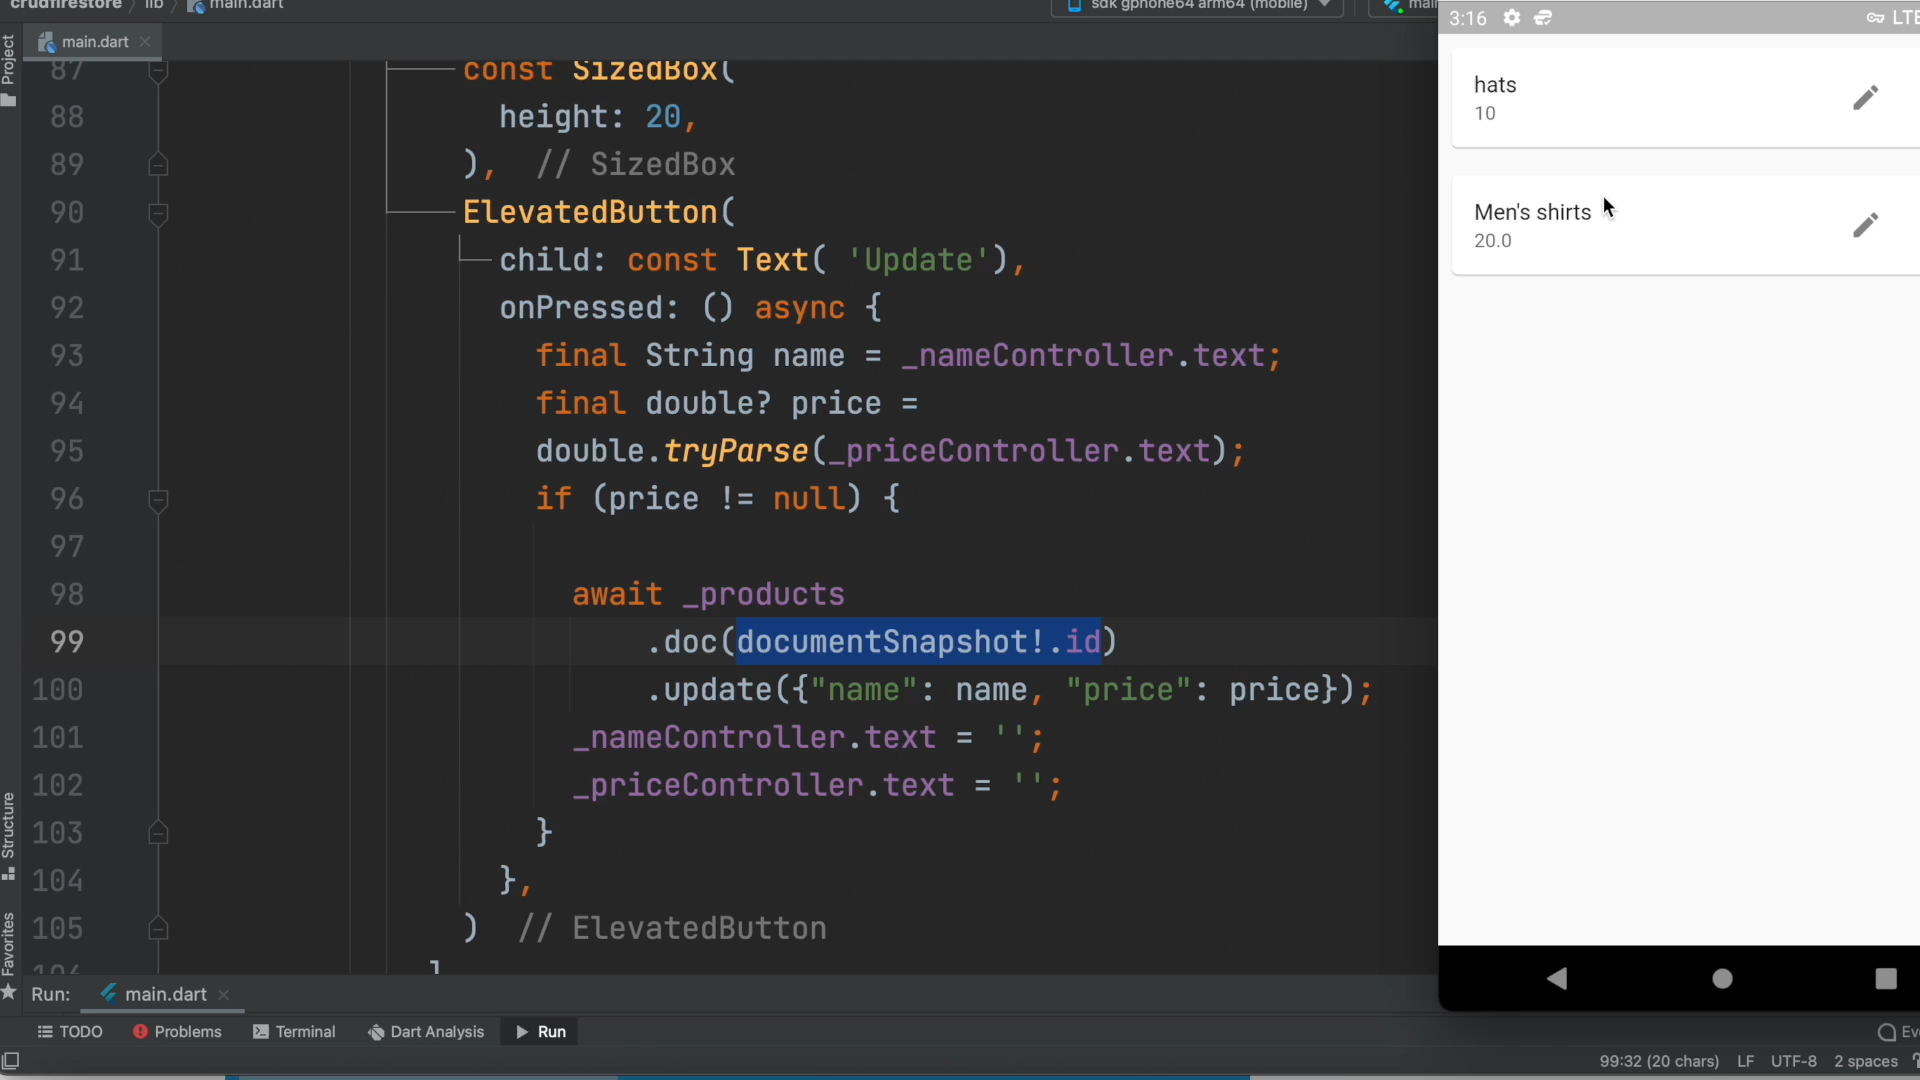 crudfirestore lib main.dart
sdk gphone64 arm64 (mobile)
main.dart
Project
87 const SizedBox(
88 height: 20,
89 ), // SizedBox
90 ElevatedButton(
91 child: const Text( 'Update'),
92 onPressed: () async {
93 final String name = _nameController.text;
94 final double? price =
95 double.tryParse(_priceController.text);
96 if (price != null) {
97
98 await _products
99 .doc(documentSnapshot!.id)
100 .update({"name": name, "price": price});
101 _nameController.text = '';
102 _priceController.text = '';
103 }
104 },
105 ) // ElevatedButton
106 ]
Structure
Favorites
3:16 LTE
hats
10
Men's shirts
20.0
Run: main.dart
TODO Problems Terminal Dart Analysis Run
99:32 (20 chars) LF UTF-8 2 spaces